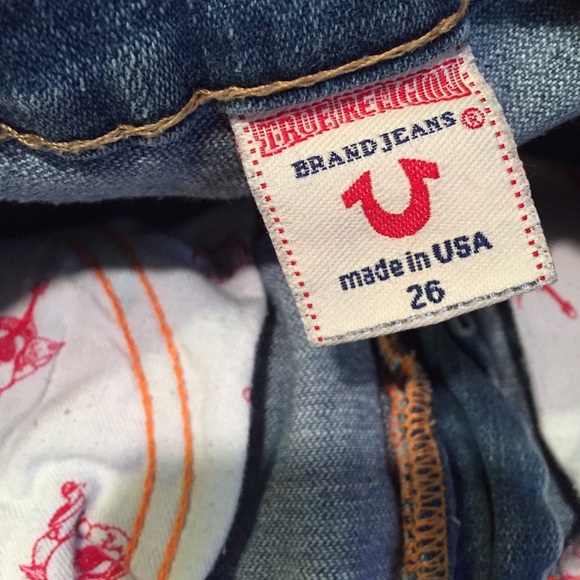 TRUE RELIGION
BRAND JEANS®
made in USA
26